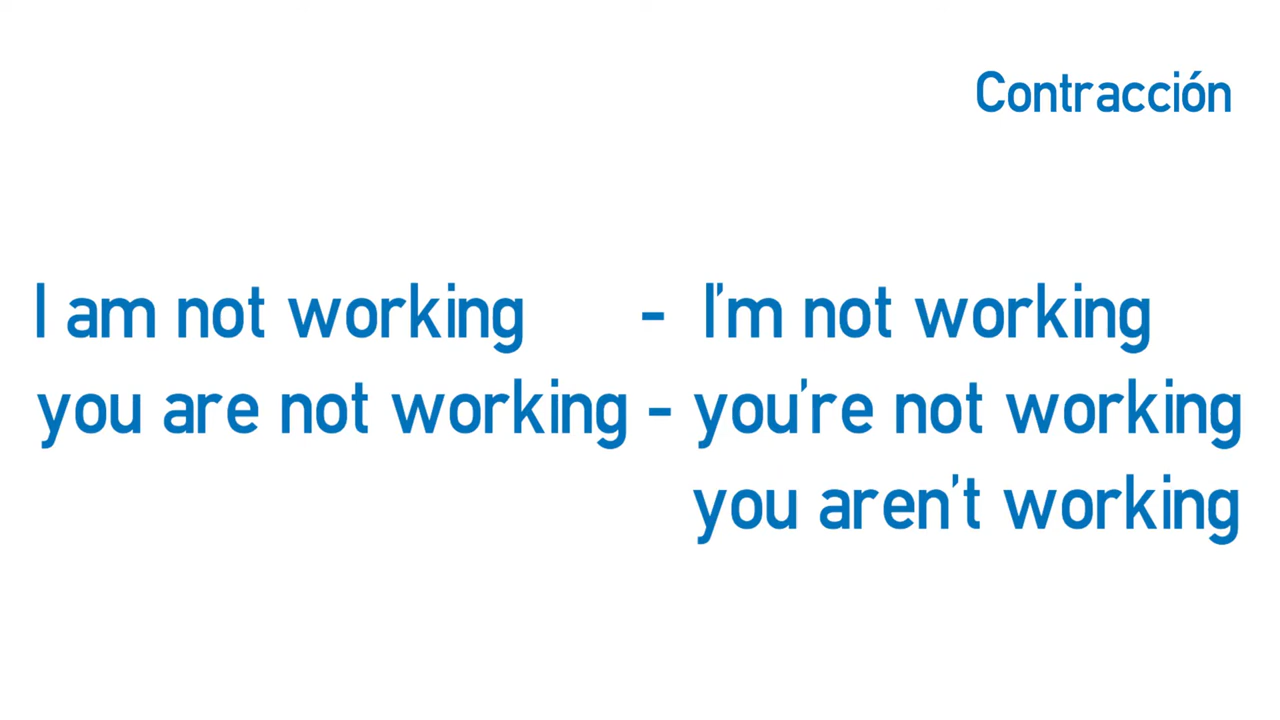 Contracción
I am not working - I'm not working
you are not working - you're not working
you aren't working